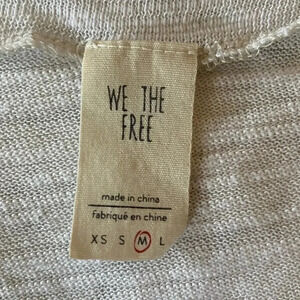 WE THE
FREE
made in china
fabriqué en chine
XS S M L